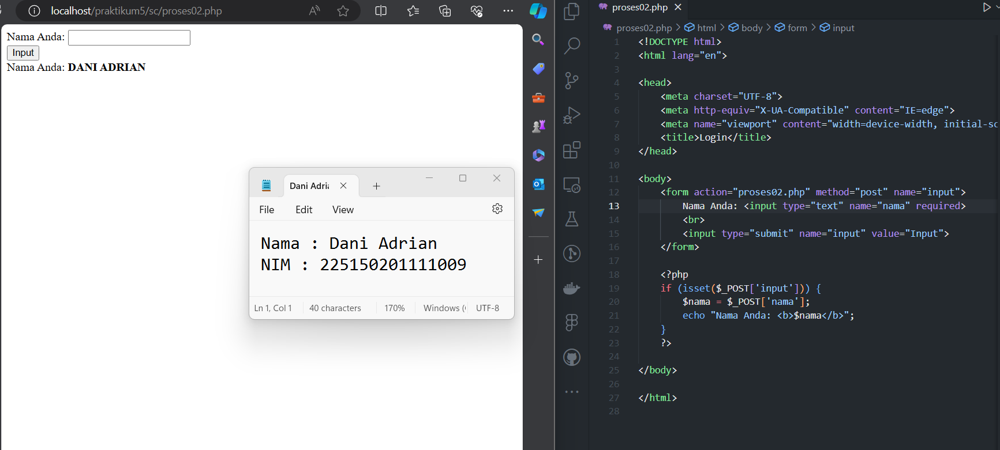 localhost/praktikum5/sc/proses02.php
Nama Anda:
Input
Nama Anda: DANI ADRIAN
Dani Adria
File Edit View
Nama : Dani Adrian
NIM : 225150201111009
Ln 1, Col 1 40 characters 170% Windows ( UTF-8
proses02.php
proses02.php > html > body > form > input
1 <!DOCTYPE html>
2 <html lang="en">
3
4 <head>
5 <meta charset="UTF-8">
6 <meta http-equiv="X-UA-Compatible" content="IE=edge">
7 <meta name="viewport" content="width=device-width, initial-sc
8 <title>Login</title>
9 </head>
10
11 <body>
12 <form action="proses02.php" method="post" name="input">
13 Nama Anda: <input type="text" name="nama" required>
14 <br>
15 <input type="submit" name="input" value="Input">
16 </form>
17
18 <?php
19 if (isset($_POST['input'])) {
20 $nama = $_POST['nama'];
21 echo "Nama Anda: <b>$nama</b>";
22 }
23 ?>
24
25 </body>
26
27 </html>
28